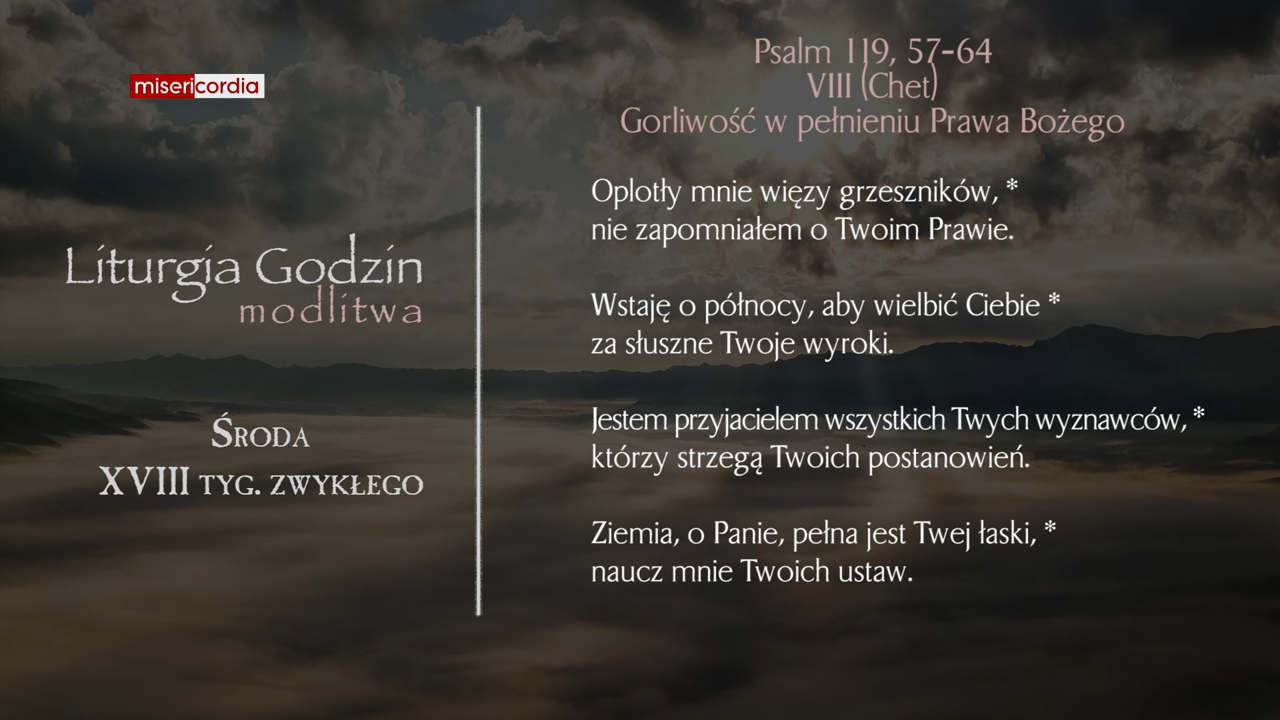 misericordia
Liturgia Godzin
modlitwa
Środa
XVIII tyg. zwykłego
Psalm 119, 57-64
VIII (Chet)
Gorliwość w pełnieniu Prawa Bożego
Oplotły mnie więzy grzeszników, *
nie zapomniałem o Twoim Prawie.
Wstaję o północy, aby wielbić Ciebie *
za słuszne Twoje wyroki.
Jestem przyjacielem wszystkich Twych wyznawców, *
którzy strzegą Twoich postanowień.
Ziemia, o Panie, pełna jest Twej łaski, *
naucz mnie Twoich ustaw.